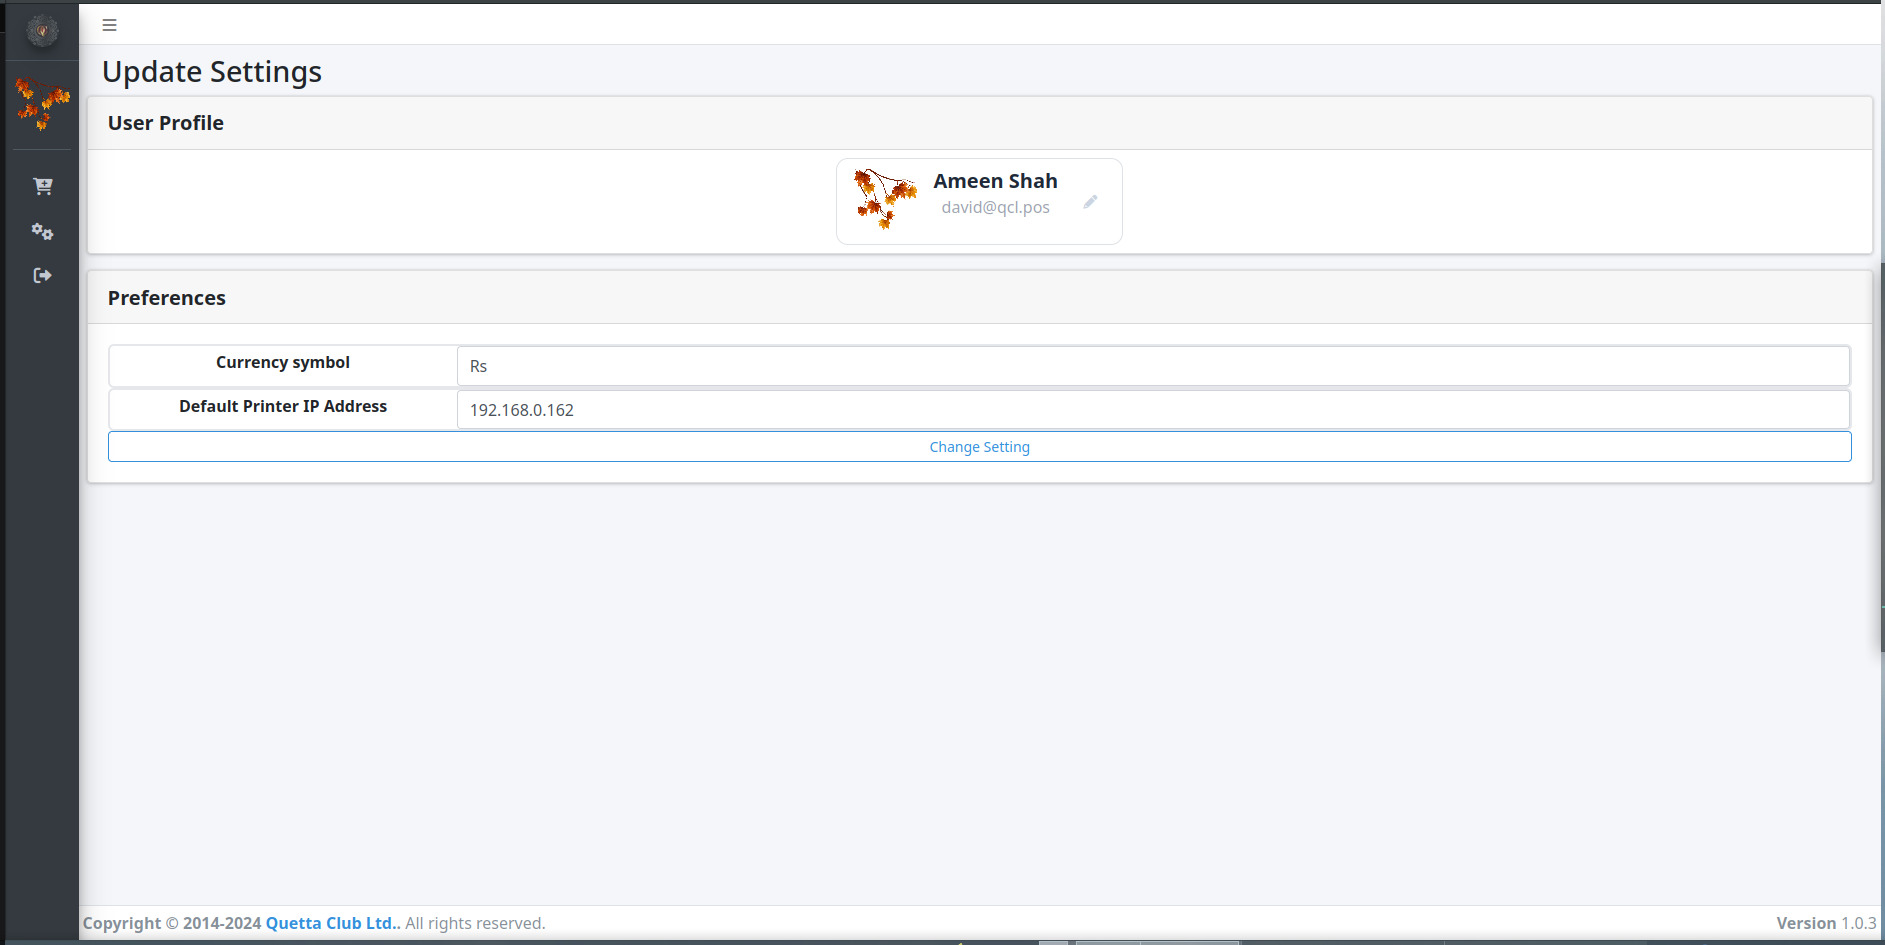 Update Settings
User Profile
Ameen Shah
david@qcl.pos
Preferences
Currency symbol
Rs
Default Printer IP Address
192.168.0.162
Change Setting
Copyright © 2014-2024 Quetta Club Ltd.. All rights reserved.
Version 1.0.3